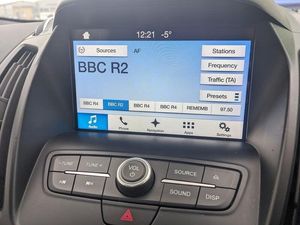 12:21 -5°
Sources AF Stations
BBC R2 Frequency
Traffic (TA)
Presets
BBC R4 BBC R2 BBC R4 BBC R4 REMEMB 97.50
Audio Phone Navigation Apps Settings
-TUNE TUNE + VOL SOURCE
SOUND DISP